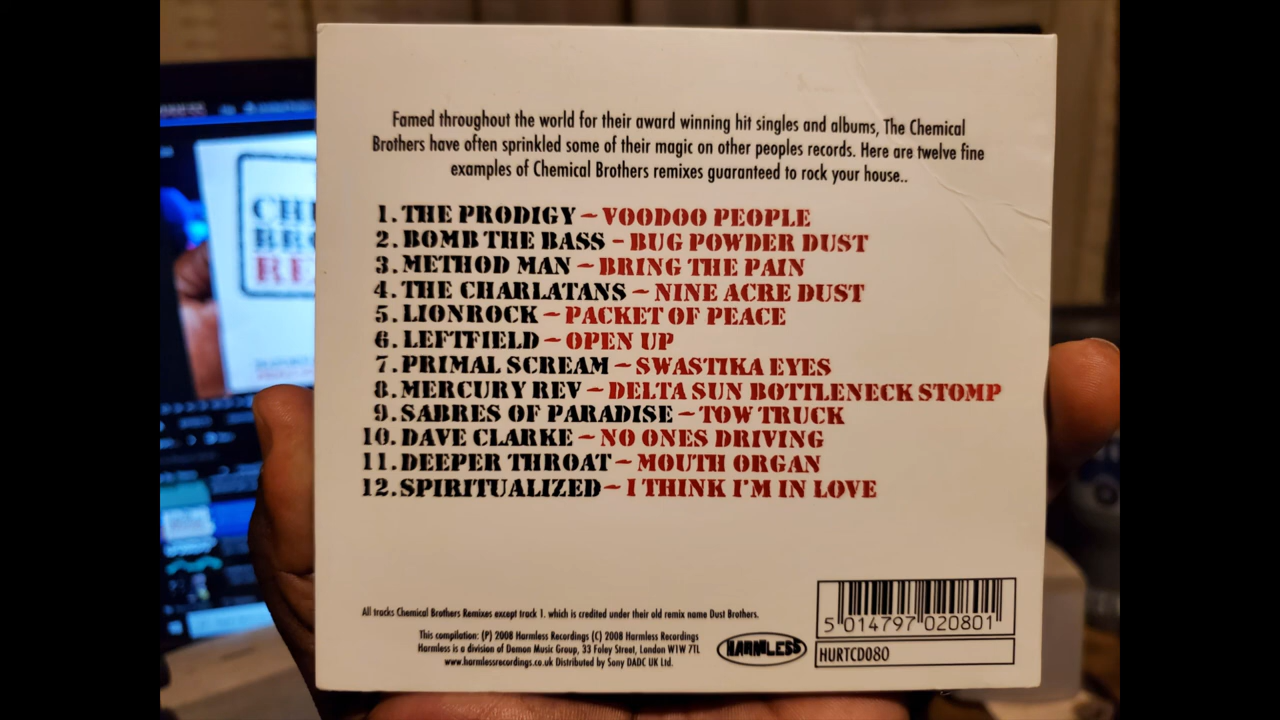 Famed throughout the world for their award winning hit singles and albums, The Chemical
Brothers have often sprinkled some of their magic on other peoples records. Here are twelve fine
examples of Chemical Brothers remixes guaranteed to rock your house..
1. THE PRODIGY – VOODOO PEOPLE
2. BOMB THE BASS – BUG POWDER DUST
3. METHOD MAN – BRING THE PAIN
4. THE CHARLATANS – NINE ACRE DUST
5. LIONROCK – PACKET OF PEACE
6. LEFTFIELD – OPEN UP
7. PRIMAL SCREAM – SWASTIKA EYES
8. MERCURY REV – DELTA SUN BOTTLENECK STOMP
9. SABRES OF PARADISE – TOW TRUCK
10. DAVE CLARKE – NO ONES DRIVING
11. DEEPER THROAT – MOUTH ORGAN
12. SPIRITUALIZED – I THINK I'M IN LOVE
All tracks Chemical Brothers Remixes except track 1. which is credited under their old remix name Dust Brothers.
This compilation: (P) 2008 Harmless Recordings (C) 2008 Harmless Recordings
Harmless is a division of Demon Music Group, 33 Foley Street, London W1W 7TL
www.harmlessrecordings.co.uk Distributed by Sony DADC UK Ltd.
HARMLESS
5 014797 020801
HURTCD080